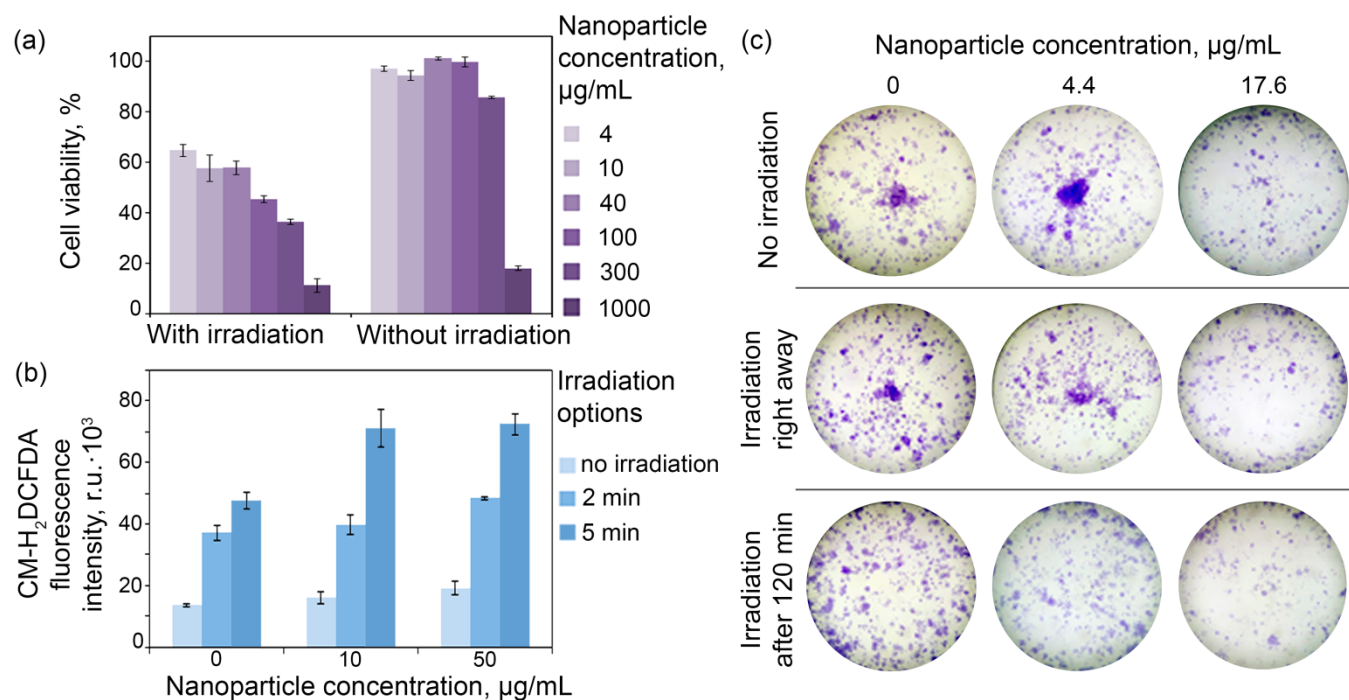 (a)
Cell viability, %
100
80
60
40
20
0
With irradiation
Without irradiation
Nanoparticle
concentration,
µg/mL
4
10
40
100
300
1000
(b)
CM-H₂DCFDA
fluorescence
intensity, r.u.·10³
80
60
40
20
0
0
10
50
Nanoparticle concentration, µg/mL
Irradiation
options
no irradiation
2 min
5 min
(c)
Nanoparticle concentration, µg/mL
0
4.4
17.6
No irradiation
Irradiation
right away
Irradiation
after 120 min